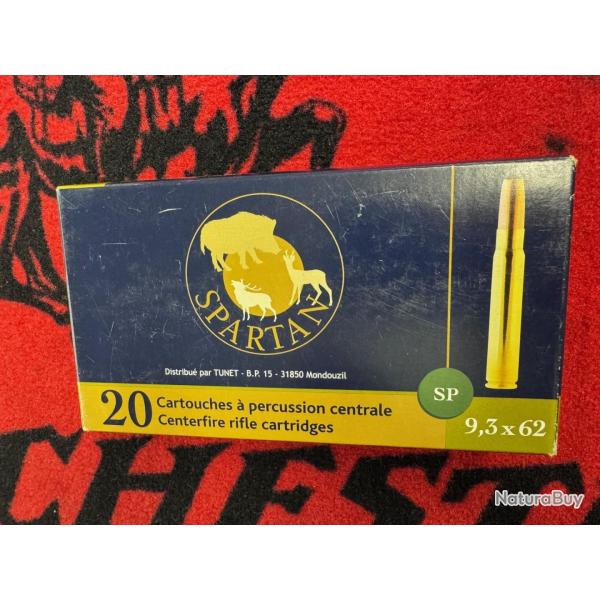 SPARTAN
Distribué par TUNET - B.P. 15 - 31850 Mondouzil
20 Cartouches à percussion centrale
Centerfire rifle cartridges
SP
9,3 x 62
CHEST
NaturaBuy